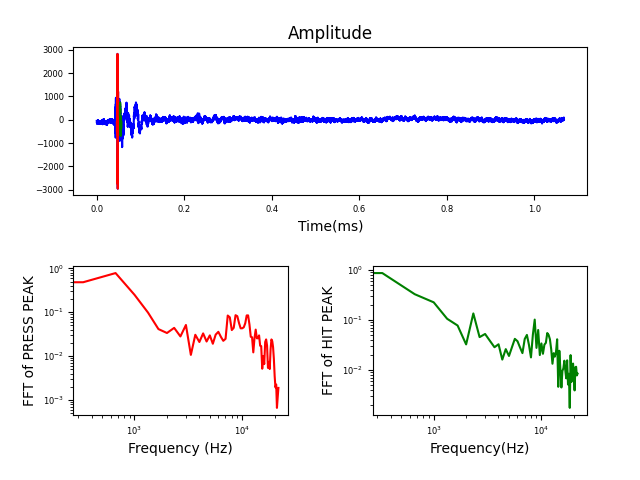 Amplitude
3000
2000
1000
0
−1000
−2000
−3000
0.0 0.2 0.4 0.6 0.8 1.0
Time(ms)
FFT of PRESS PEAK
10⁰
10⁻¹
10⁻²
10⁻³
10³ 10⁴
Frequency (Hz)
FFT of HIT PEAK
10⁰
10⁻¹
10⁻²
10³ 10⁴
Frequency(Hz)